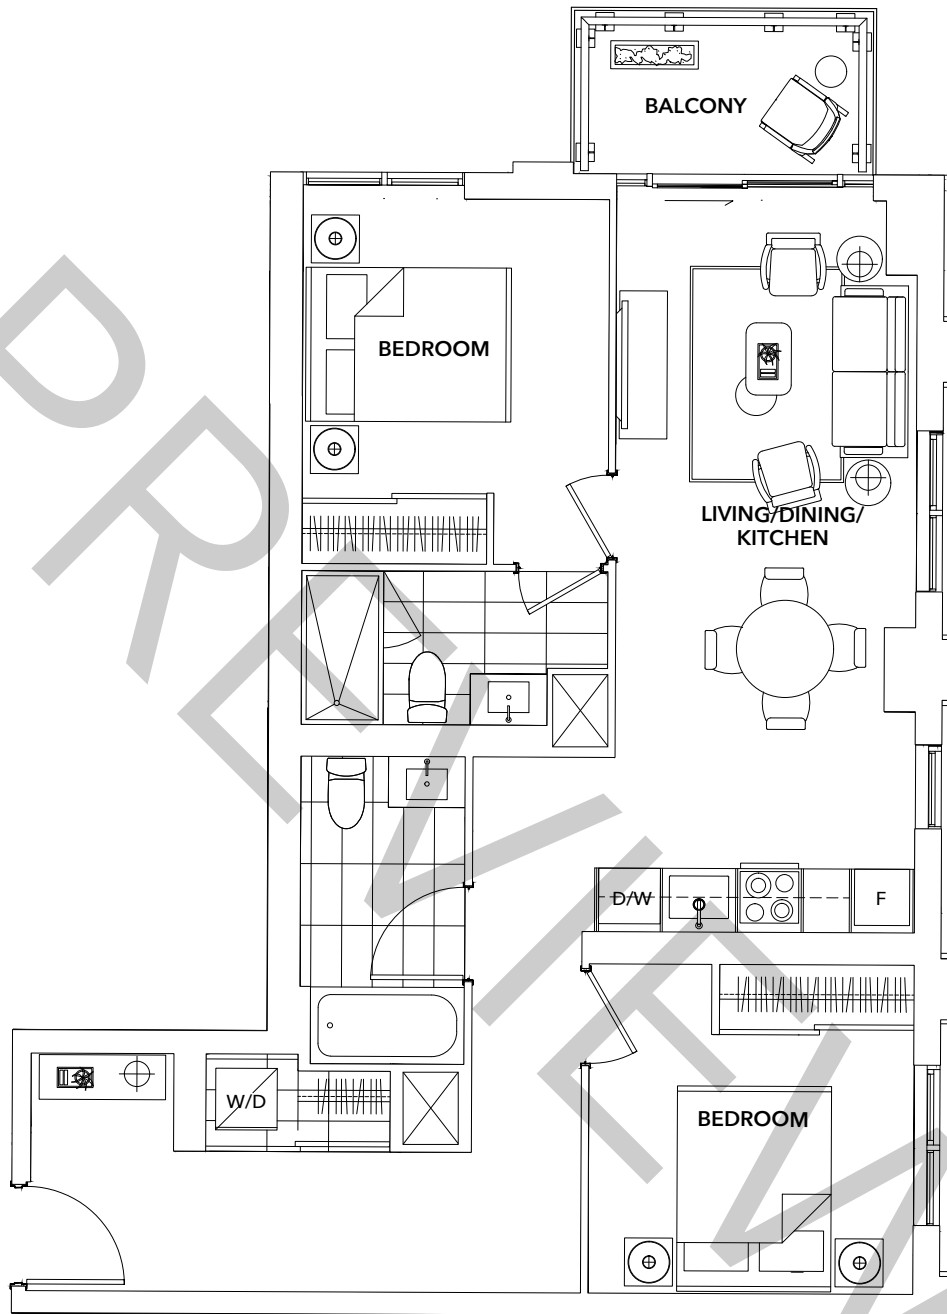 BALCONY
BEDROOM
LIVING/DINING/
KITCHEN
D/W
F
W/D
BEDROOM
PREVIEW